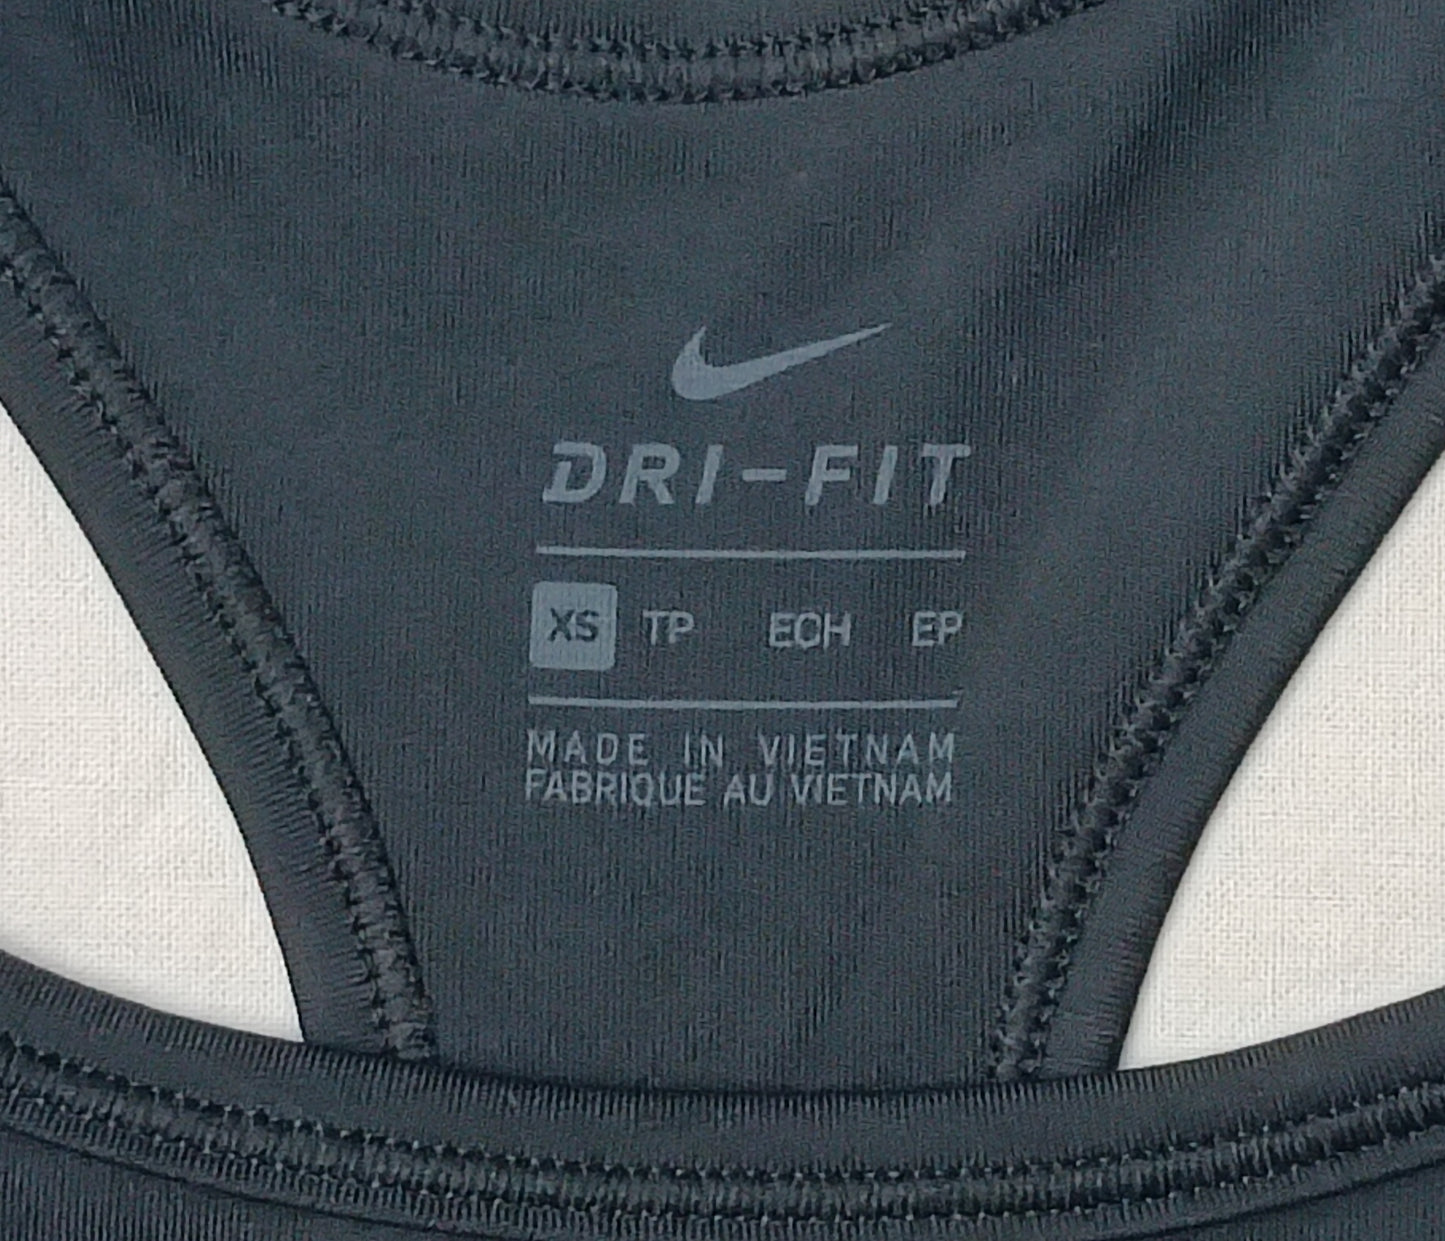 DRI-FIT
XS TP ECH EP
MADE IN VIETNAM
FABRIQUE AU VIETNAM